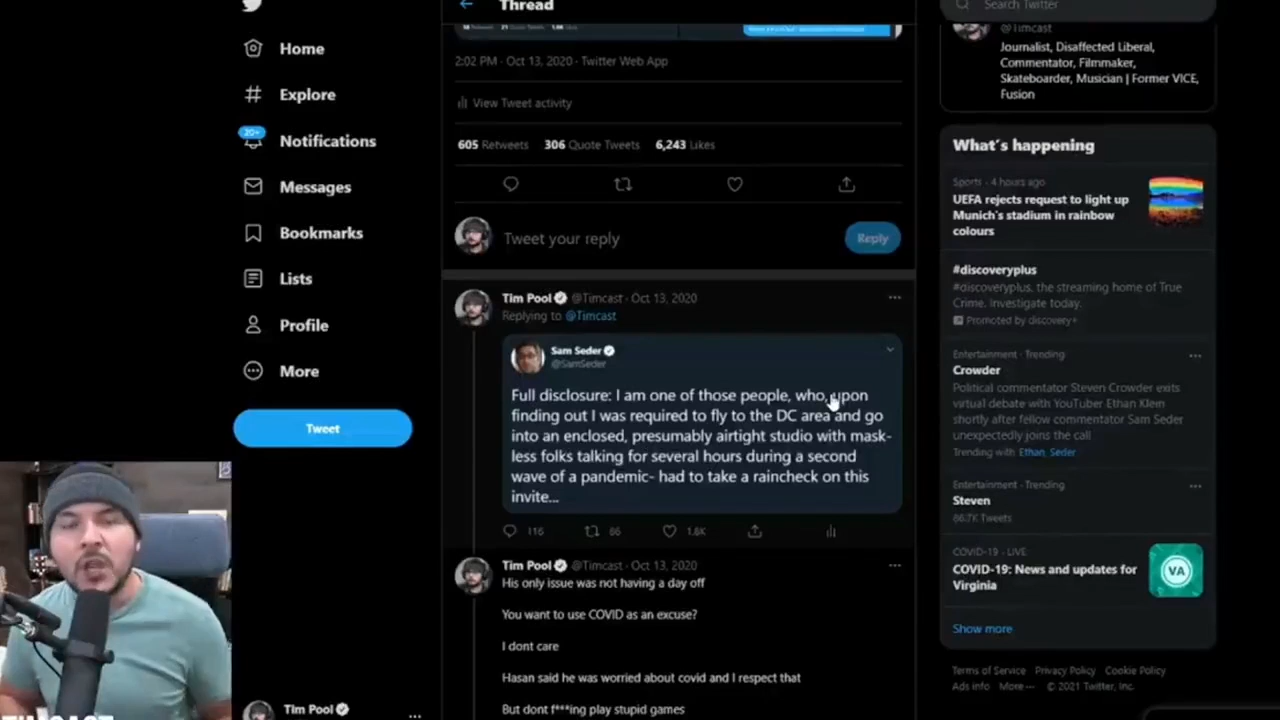 Home
Explore
20+
Notifications
Messages
Bookmarks
Lists
Profile
More
Tweet
Tim Pool
TIMCAST
Thread
2:02 PM · Oct 13, 2020 · Twitter Web App
View Tweet activity
605 Retweets 306 Quote Tweets 6,243 Likes
Tweet your reply
Reply
Tim Pool @Timcast · Oct 13, 2020
Replying to @Timcast
Sam Seder
@SamSeder
Full disclosure: I am one of those people, who, upon
finding out I was required to fly to the DC area and go
into an enclosed, presumably airtight studio with mask-
less folks talking for several hours during a second
wave of a pandemic- had to take a raincheck on this
invite...
116 86 1.8K
Tim Pool @Timcast · Oct 13, 2020
His only issue was not having a day off
You want to use COVID as an excuse?
I dont care
Hasan said he was worried about covid and I respect that
But dont f***ing play stupid games
Search Twitter
@Timcast
Journalist, Disaffected Liberal,
Commentator, Filmmaker,
Skateboarder, Musician | Former VICE,
Fusion
What's happening
Sports · 4 hours ago
UEFA rejects request to light up
Munich's stadium in rainbow
colours
#discoveryplus
#discoveryplus, the streaming home of True
Crime. Investigate today.
Promoted by discovery+
Entertainment · Trending
Crowder
Political commentator Steven Crowder exits
virtual debate with YouTuber Ethan Klein
shortly after fellow commentator Sam Seder
unexpectedly joins the call
Trending with Ethan, Seder
Entertainment · Trending
Steven
66.7K Tweets
COVID-19 · LIVE
COVID-19: News and updates for
Virginia
VA
Show more
Terms of Service Privacy Policy Cookie Policy
Ads info More ··· © 2021 Twitter, Inc.